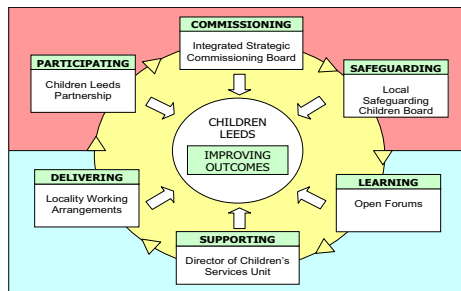 COMMISSIONING
Integrated Strategic
Commissioning Board
PARTICIPATING
Children Leeds
Partnership
SAFEGUARDING
Local
Safeguarding
Children Board
CHILDREN
LEEDS
IMPROVING
OUTCOMES
DELIVERING
Locality Working
Arrangements
LEARNING
Open Forums
SUPPORTING
Director of Children's
Services Unit